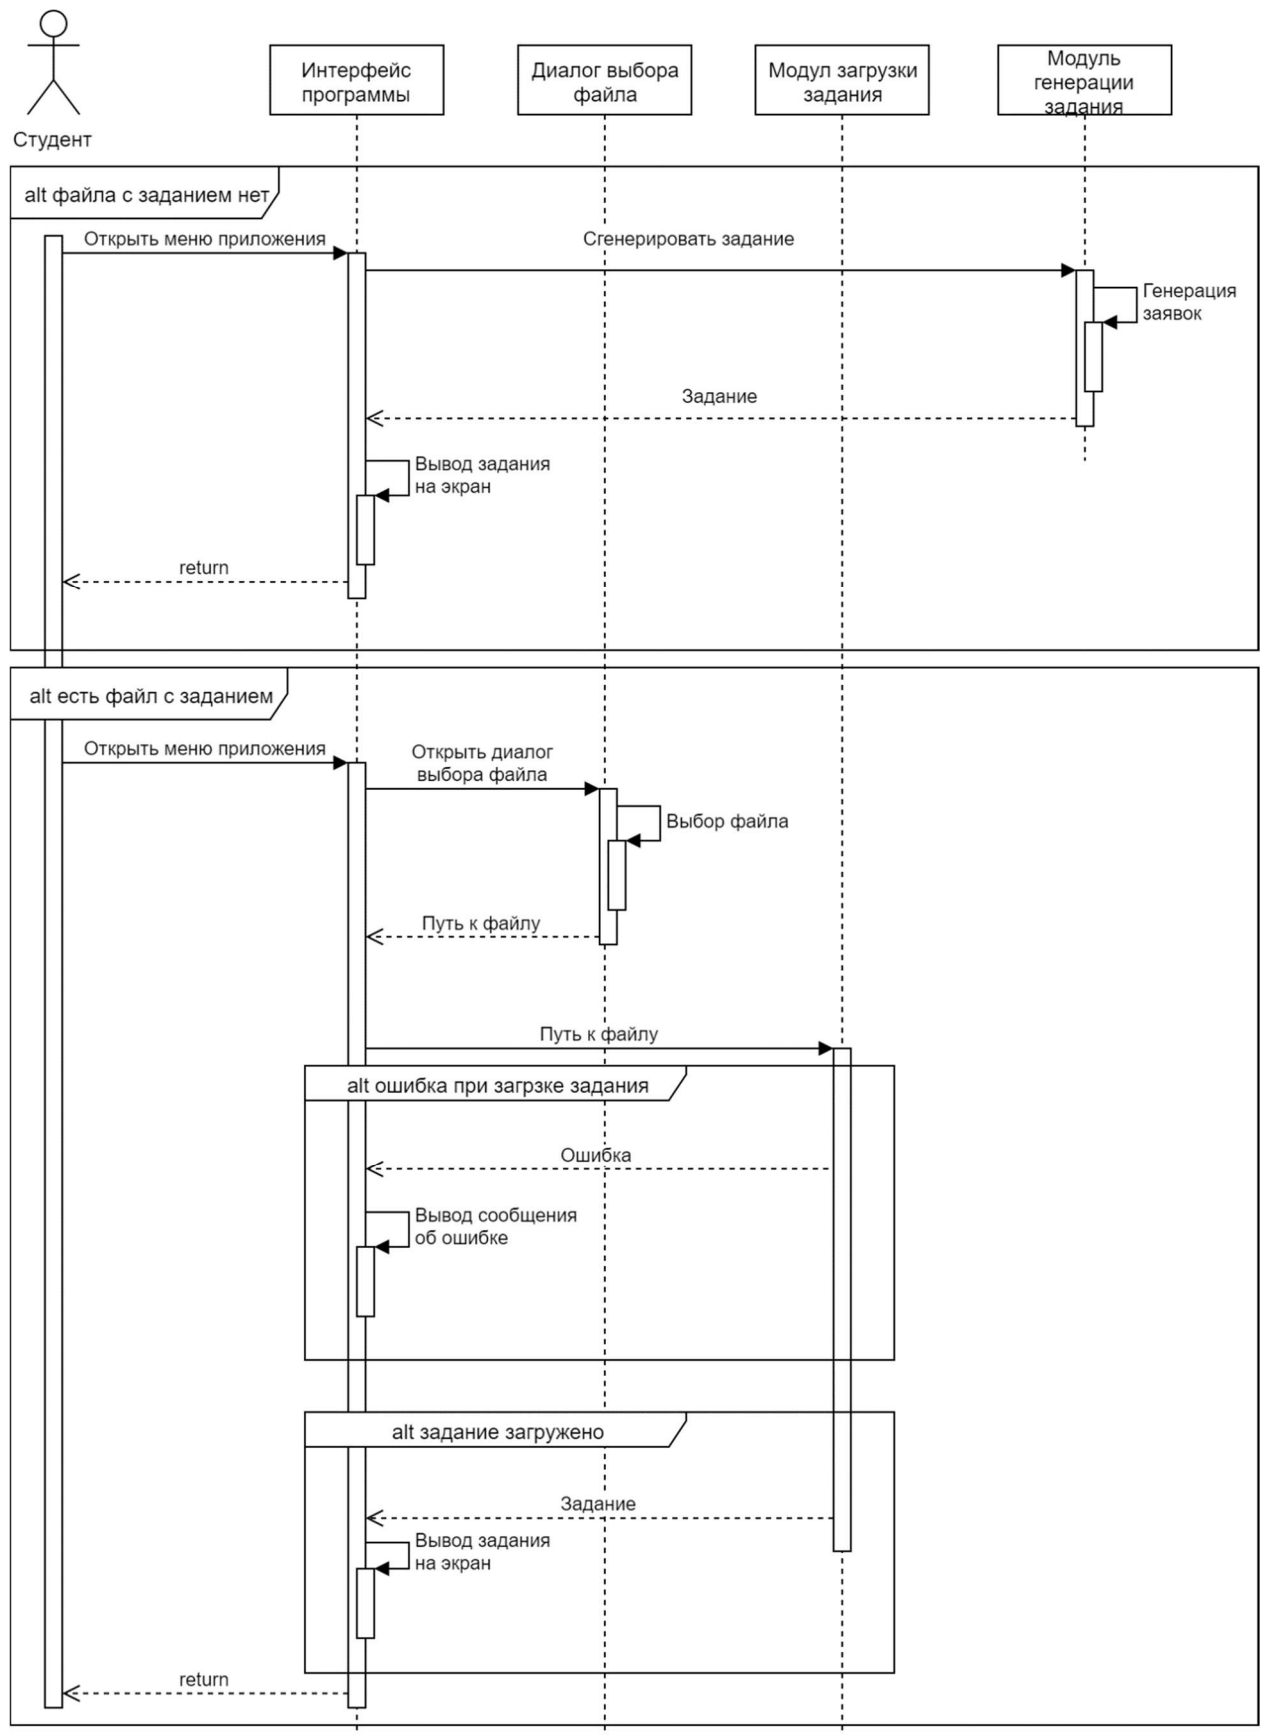 Студент
Интерфейс
программы
Диалог выбора
файла
Модул загрузки
задания
Модуль
генерации
задания
alt файла с заданием нет
Открыть меню приложения
Сгенерировать задание
Генерация
заявок
Задание
Вывод задания
на экран
return
alt есть файл с заданием
Открыть меню приложения
Открыть диалог
выбора файла
Выбор файла
Путь к файлу
Путь к файлу
alt ошибка при загрзке задания
Ошибка
Вывод сообщения
об ошибке
alt задание загружено
Задание
Вывод задания
на экран
return